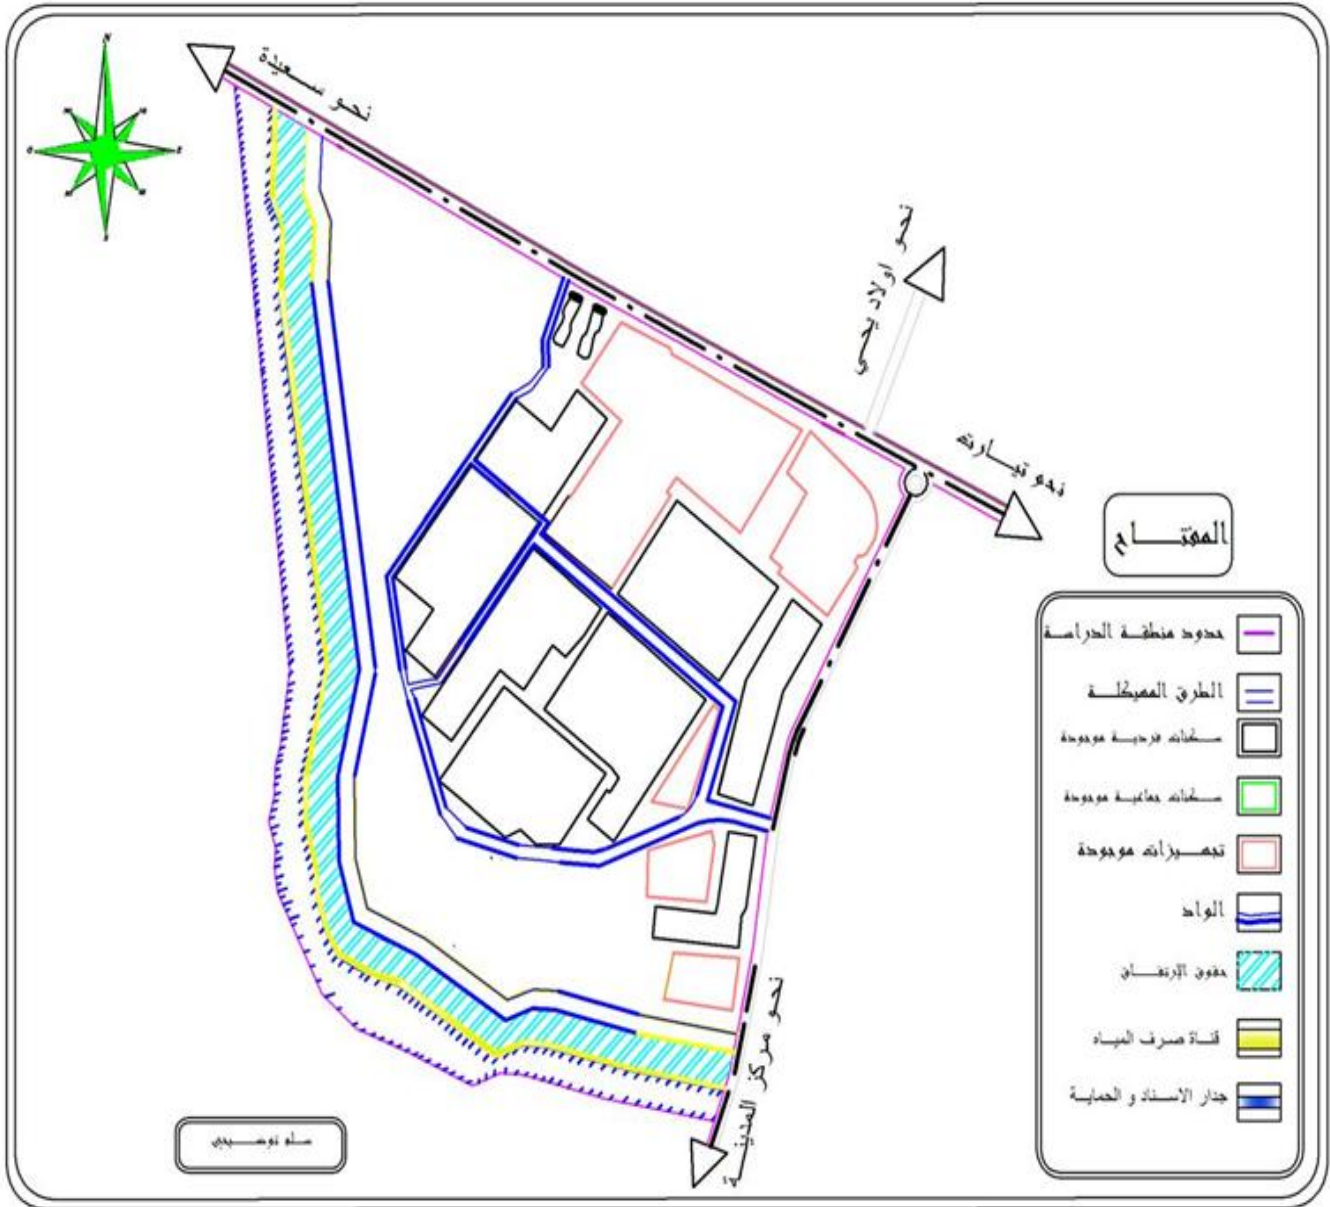 N
نحو سعيدة
O
E
S
نحو اولاد يحيى
نحو تيارت
المفتاح
حدود منطقة الدراسة
الطرق المهيكلة
سكنات فردية موجودة
سكنات جماعية موجودة
تجهيزات موجودة
الواد
حقوق الإرتفاق
قناة صرف المياه
جدار الاسناد و الحماية
نحو مركز المدينة
سلم توضيحي